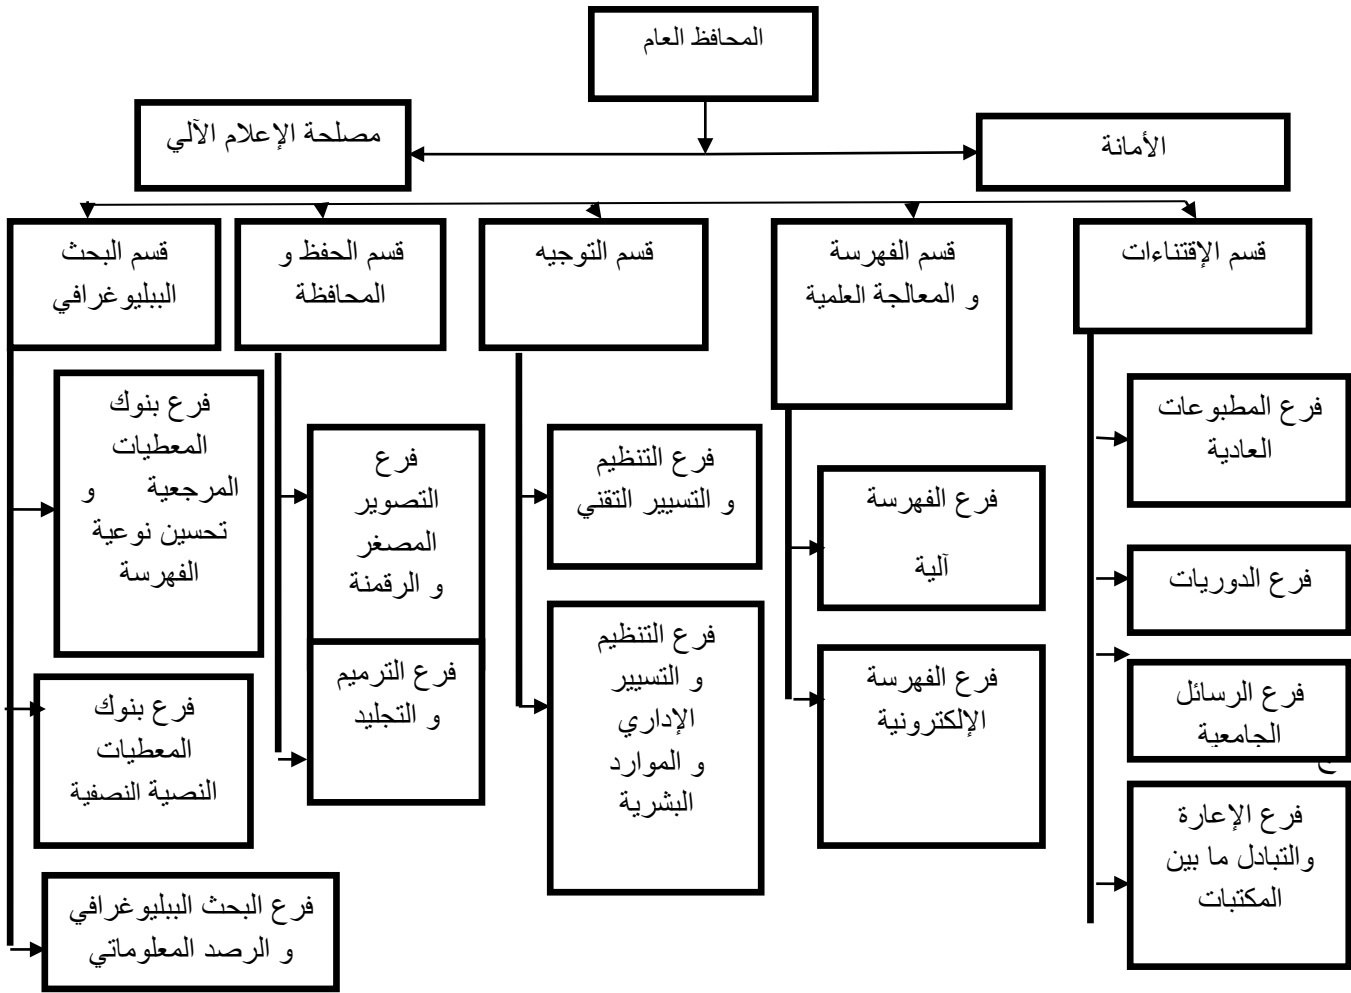 المحافظ العام
الأمانة
مصلحة الإعلام الآلي
قسم الإقتناءات
قسم الفهرسة
و المعالجة العلمية
قسم التوجيه
قسم الحفظ و
المحافظة
قسم البحث
الببليوغرافي
فرع المطبوعات
العادية
فرع الدوريات
فرع الرسائل
الجامعية
فرع الإعارة
والتبادل ما بين
المكتبات
فرع الفهرسة
آلية
فرع الفهرسة
الإلكترونية
فرع التنظيم
و التسيير التقني
فرع التنظيم
و التسيير
الإداري
و الموارد
البشرية
فرع
التصوير
المصغر
و الرقمنة
فرع الترميم
و التجليد
فرع بنوك
المعطيات
المرجعية و
تحسين نوعية
الفهرسة
فرع بنوك
المعطيات
النصية النصفية
فرع البحث الببليوغرافي
و الرصد المعلوماتي